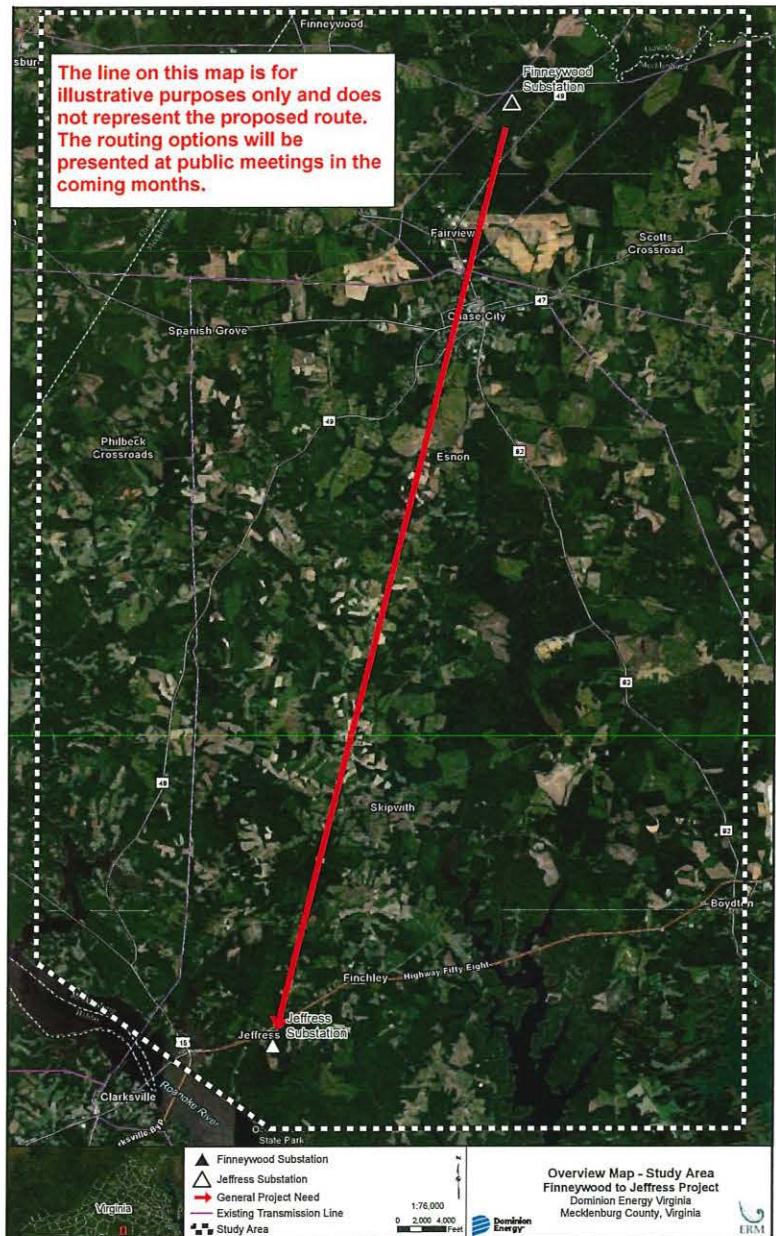 Finneywood
sbur
The line on this map is for
illustrative purposes only and does
not represent the proposed route.
The routing options will be
presented at public meetings in the
coming months.
Finneywood
Substation
49
Mecklenburg
Fairview
Scotts
Crossroad
47
Chase City
Spanish Grove
49
Philbeck
Crossroads
Esnon
92
92
49
Skipwith
92
Boydton
Finchley
Highway Fifty Eight
Jeffress
Jeffress
Substation
15
Clarksville
Roanoke River
rksville Byp
State Park
Virginia
Finneywood Substation
Jeffress Substation
General Project Need
Existing Transmission Line
Study Area
1:76,000
0 2,000 4,000
Feet
Dominion
Energy
Overview Map - Study Area
Finneywood to Jeffress Project
Dominion Energy Virginia
Mecklenburg County, Virginia
ERM